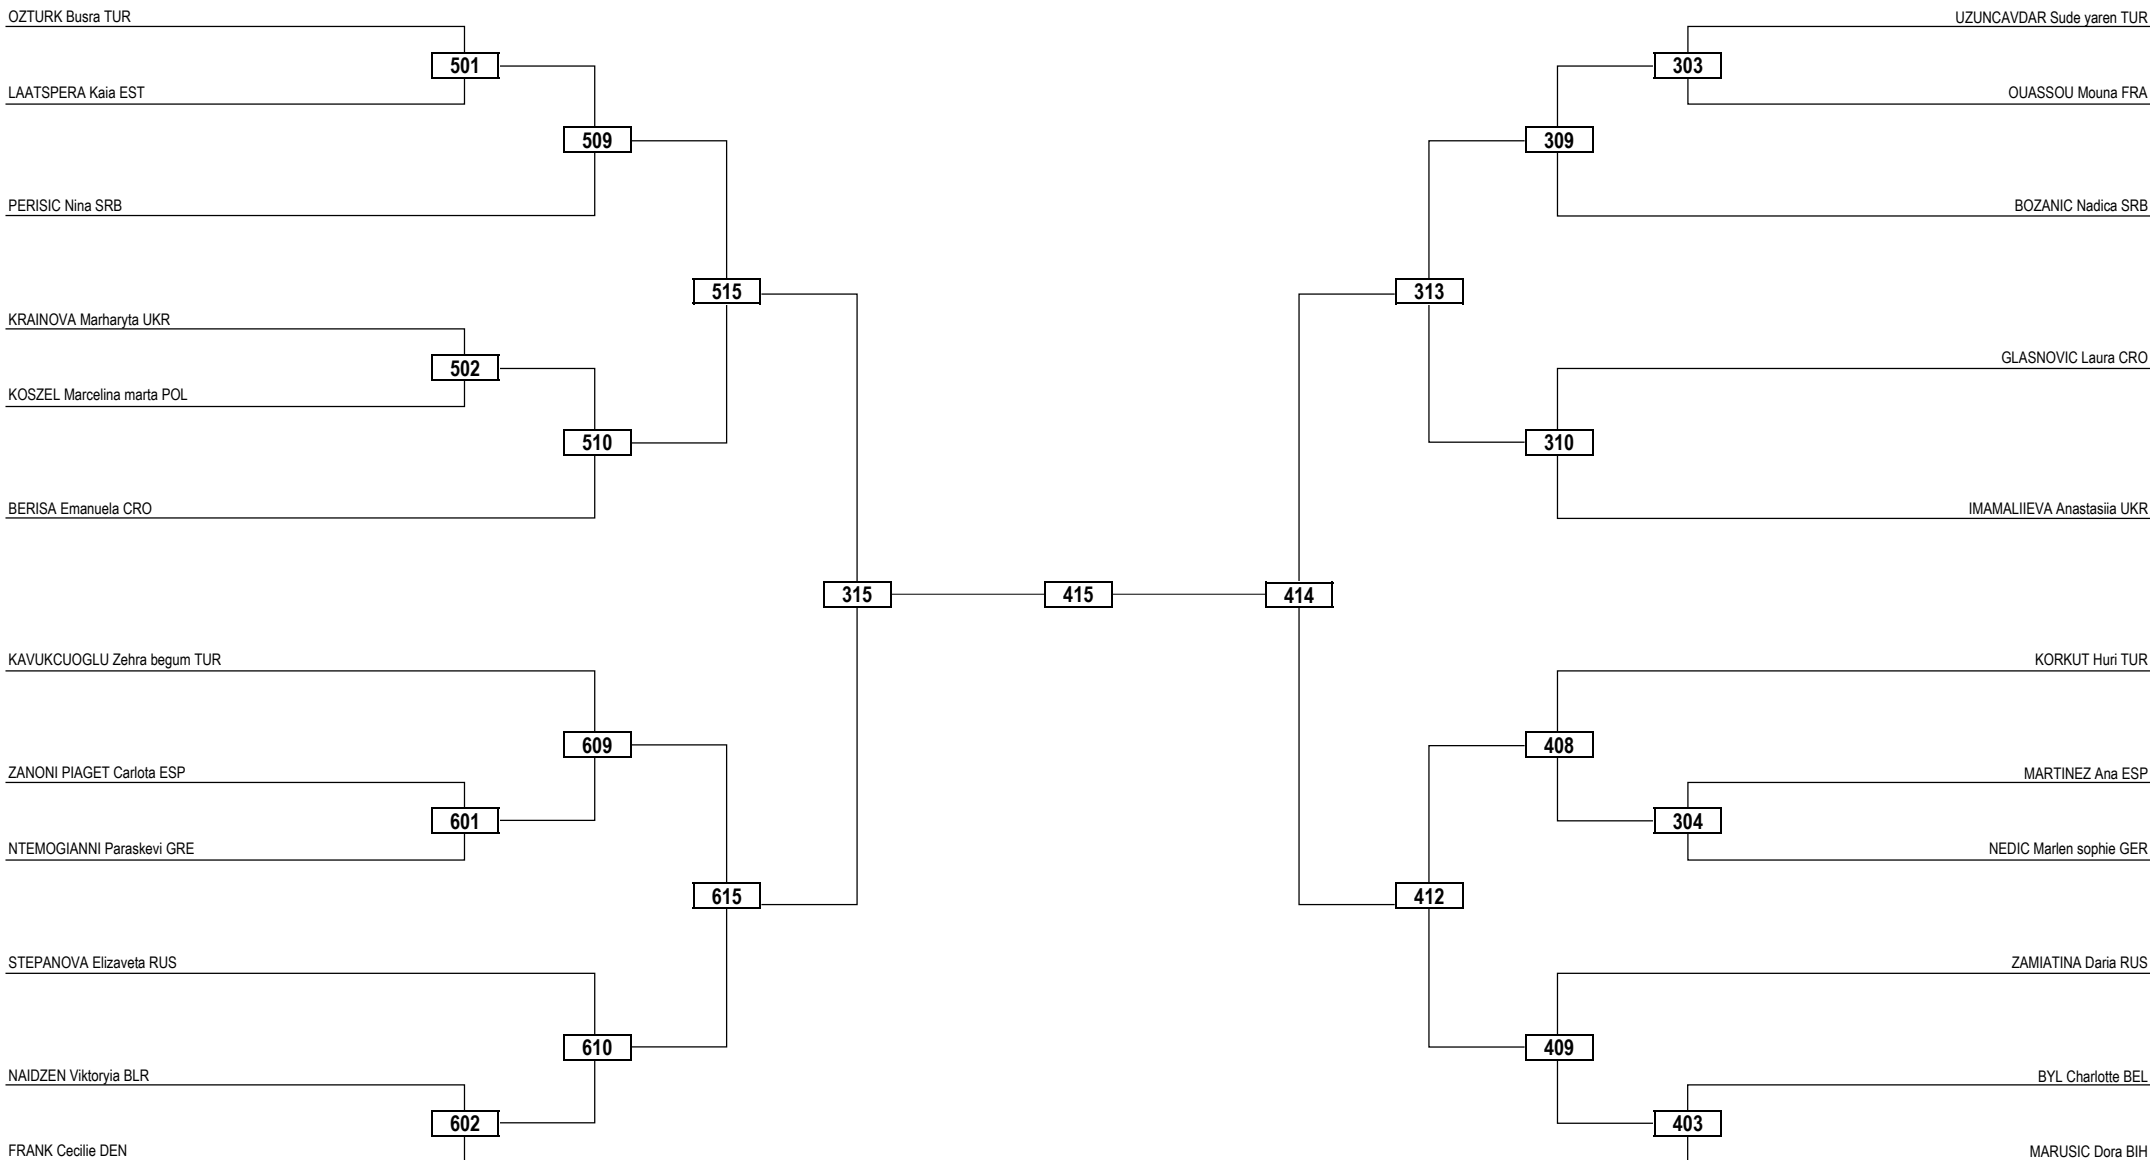 OZTURK Busra TUR
501
LAATSPERA Kaia EST
509
PERISIC Nina SRB
515
KRAINOVA Marharyta UKR
502
KOSZEL Marcelina marta POL
510
BERISA Emanuela CRO
315
KAVUKCUOGLU Zehra begum TUR
609
ZANONI PIAGET Carlota ESP
601
NTEMOGIANNI Paraskevi GRE
615
STEPANOVA Elizaveta RUS
610
NAIDZEN Viktoryia BLR
602
FRANK Cecilie DEN
415
UZUNCAVDAR Sude yaren TUR
303
OUASSOU Mouna FRA
309
BOZANIC Nadica SRB
313
GLASNOVIC Laura CRO
310
IMAMALIIEVA Anastasiia UKR
414
KORKUT Huri TUR
408
MARTINEZ Ana ESP
304
NEDIC Marlen sophie GER
412
ZAMIATINA Daria RUS
409
BYL Charlotte BEL
403
MARUSIC Dora BIH